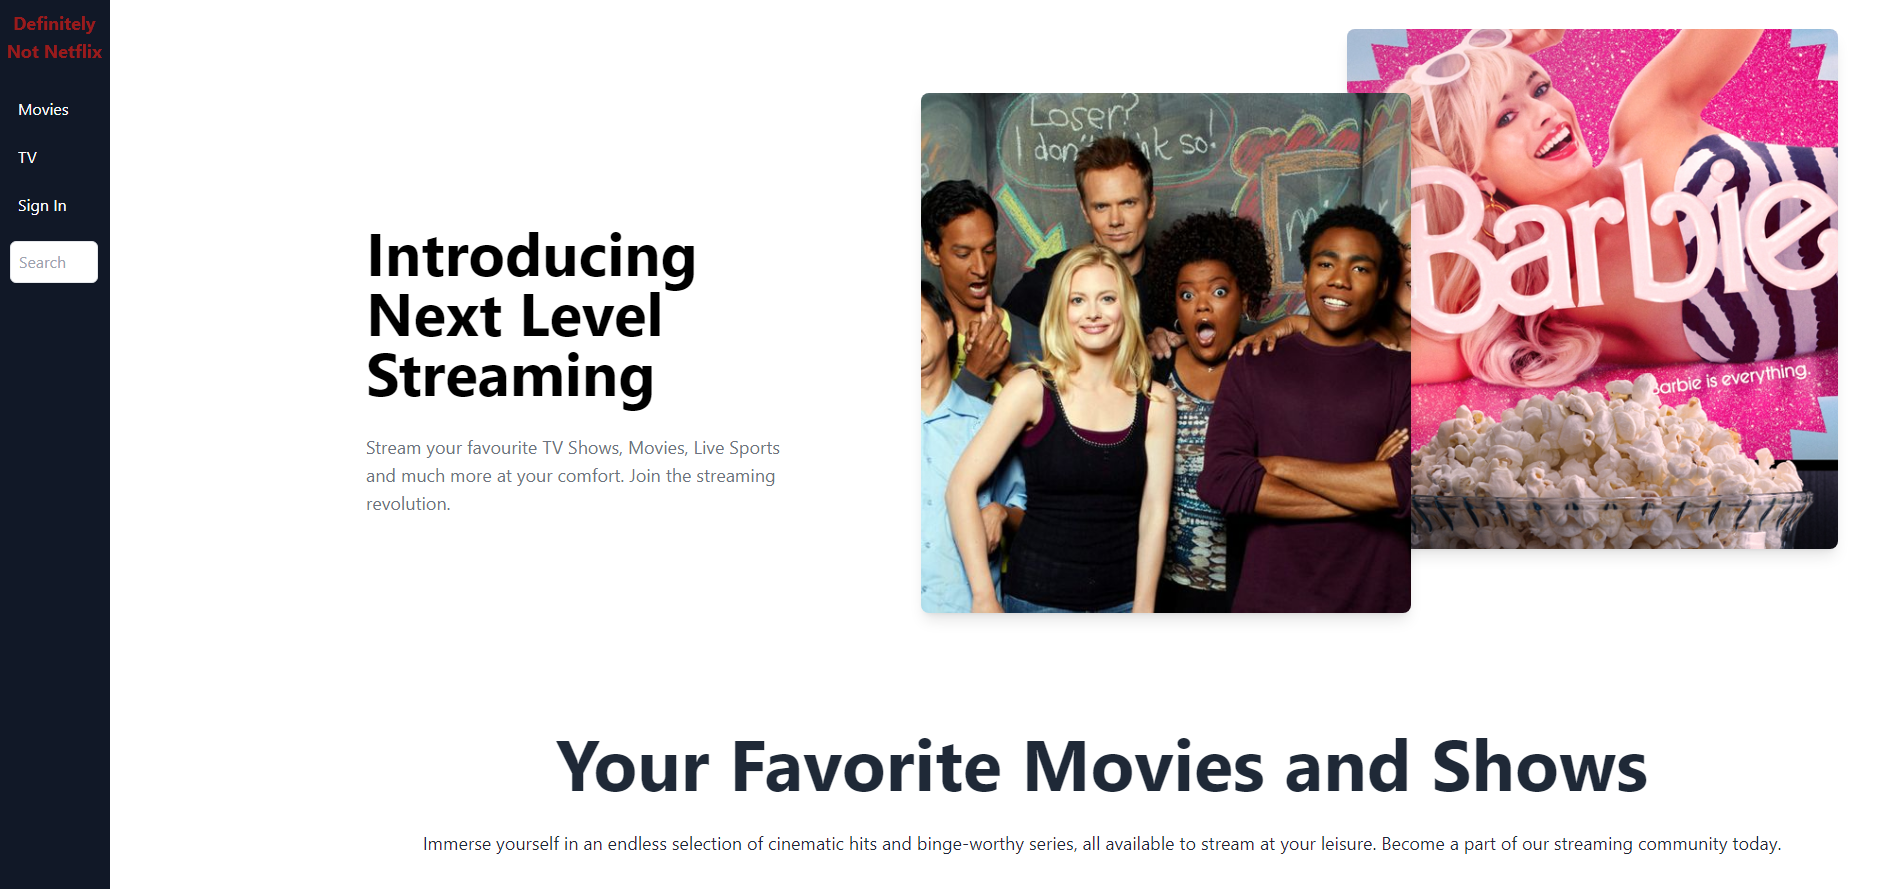 Definitely
Not Netflix
Movies
TV
Sign In
Search
Introducing
Next Level
Streaming
Stream your favourite TV Shows, Movies, Live Sports
and much more at your comfort. Join the streaming
revolution.
Loser?
I don't think so!
Barbie
Barbie is everything.
Your Favorite Movies and Shows
Immerse yourself in an endless selection of cinematic hits and binge-worthy series, all available to stream at your leisure. Become a part of our streaming community today.